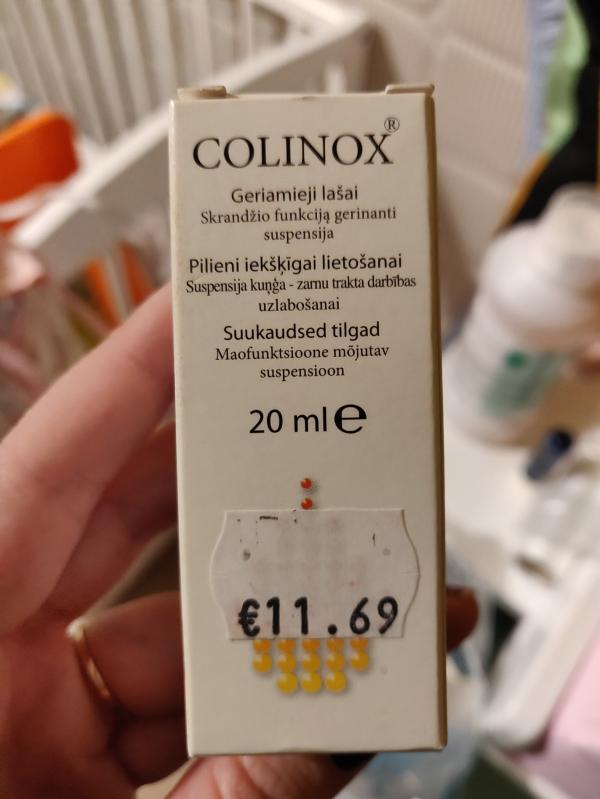 COLINOX®
Geriamieji lašai
Skrandžio funkciją gerinanti
suspensija
Pilieni iekšķīgai lietošanai
Suspensija kuņģa - zarnu trakta darbības
uzlabošanai
Suukaudsed tilgad
Maofunktsioone mõjutav
suspensioon
20 ml ℮
€11.69